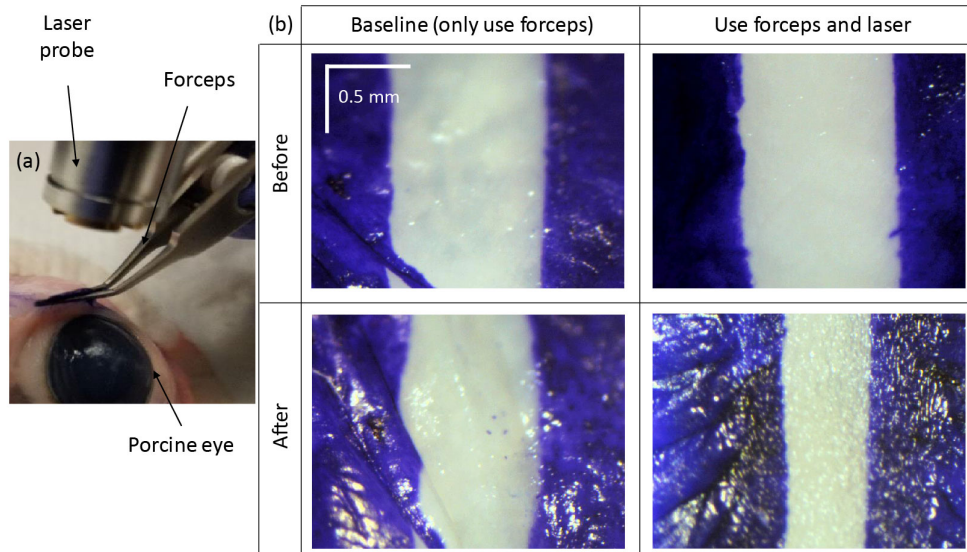 Laser
probe
Forceps
(a)
Porcine eye
(b)
Baseline (only use forceps)
Use forceps and laser
Before
0.5 mm
After